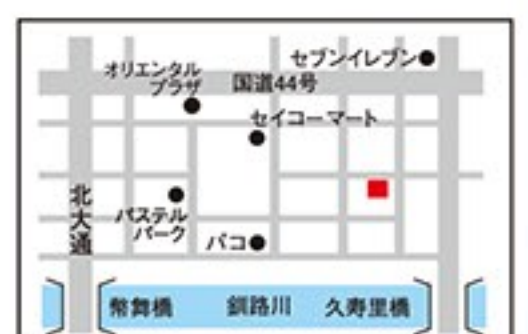 セブンイレブン
オリエンタル
プラザ
国道44号
セイコーマート
北大通
パステル
パーク
パコ
幣舞橋
釧路川
久寿里橋